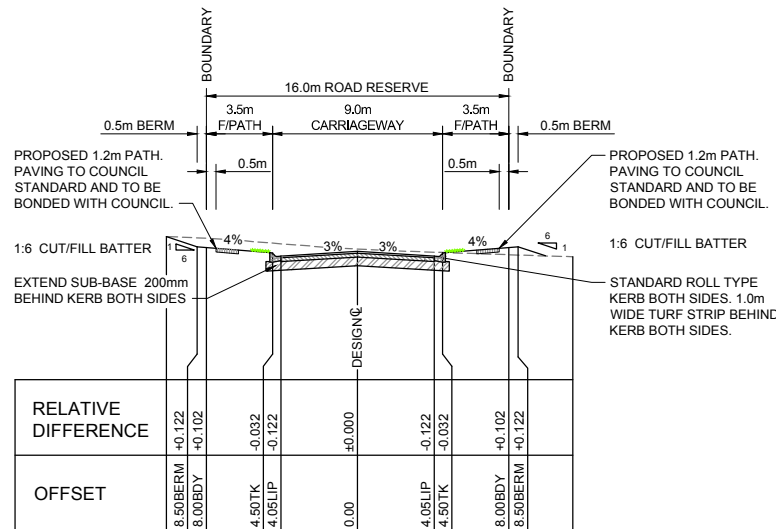 BOUNDARY
BOUNDARY
16.0m ROAD RESERVE
3.5m
F/PATH
9.0m
CARRIAGEWAY
3.5m
F/PATH
0.5m BERM
0.5m BERM
PROPOSED 1.2m PATH.
PAVING TO COUNCIL
STANDARD AND TO BE
BONDED WITH COUNCIL.
0.5m
0.5m
PROPOSED 1.2m PATH.
PAVING TO COUNCIL
STANDARD AND TO BE
BONDED WITH COUNCIL.
1:6 CUT/FILL BATTER
1
6
4%
3%
3%
4%
6
1
1:6 CUT/FILL BATTER
EXTEND SUB-BASE 200mm
BEHIND KERB BOTH SIDES
STANDARD ROLL TYPE
KERB BOTH SIDES. 1.0m
WIDE TURF STRIP BEHIND
KERB BOTH SIDES.
DESIGN ℄
RELATIVE
DIFFERENCE
+0.122
+0.102
-0.032
-0.122
±0.000
-0.122
-0.032
+0.102
+0.122
OFFSET
8.50BERM
8.00BDY
4.50TK
4.05LIP
0.00
4.05LIP
4.50TK
8.00BDY
8.50BERM